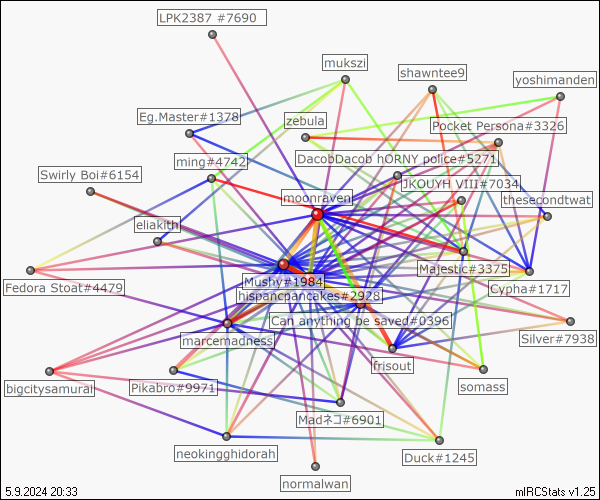 LPK2387 #7690
mukszi
shawntee9
yoshimanden
Eg.Master#1378
zebula
Pocket Persona#3326
ming#4742
DacobDacob hORNY police#5271
Swirly Boi#6154
JKOUYH VIII#7034
moonraven
thesecondtwat
eliakith
Majestic#3375
Fedora Stoat#4479
Mushy#1984
Cypha#1717
hispancpancakes#2928
Can anything be saved#0396
Silver#7938
marcemadness
frisout
bigcitysamurai
Pikabro#9971
somass
Madネコ#6901
neokingghidorah
Duck#1245
normalwan
5.9.2024 20:33
mIRCStats v1.25